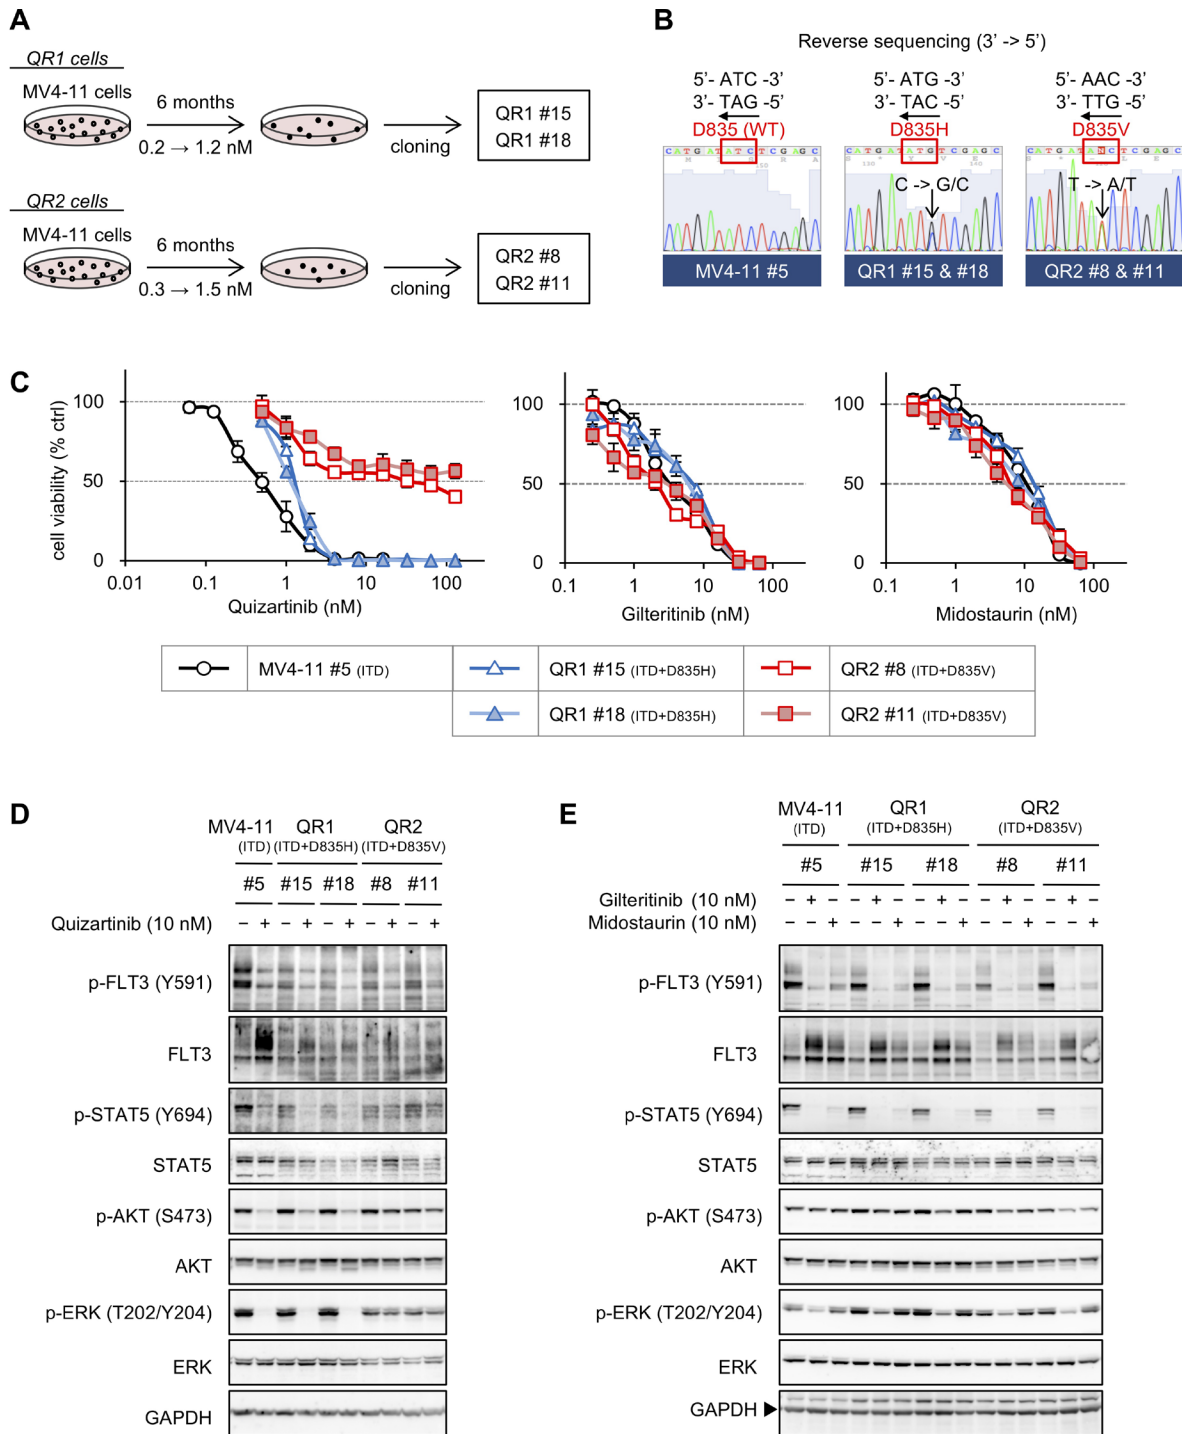 A
QR1 cells
MV4-11 cells
6 months
0.2 → 1.2 nM
cloning
QR1 #15
QR1 #18
QR2 cells
MV4-11 cells
6 months
0.3 → 1.5 nM
cloning
QR2 #8
QR2 #11
B
Reverse sequencing (3’ -> 5’)
5’- ATC -3’
3’- TAG -5’
D835 (WT)
CATGATATCTCGAGC
MV4-11 #5
5’- ATG -3’
3’- TAC -5’
D835H
CATGATATGTCGAGC
C -> G/C
QR1 #15 & #18
5’- AAC -3’
3’- TTG -5’
D835V
CATGATANCTCGAGC
T -> A/T
QR2 #8 & #11
C
cell viability (% ctrl)
100
50
0
0.01 0.1 1 10 100
Quizartinib (nM)
100
50
0
0.1 1 10 100
Gilteritinib (nM)
100
50
0
0.1 1 10 100
Midostaurin (nM)
MV4-11 #5 (ITD)
QR1 #15 (ITD+D835H)
QR2 #8 (ITD+D835V)
QR1 #18 (ITD+D835H)
QR2 #11 (ITD+D835V)
D
MV4-11 QR1 QR2
(ITD) (ITD+D835H) (ITD+D835V)
#5 #15 #18 #8 #11
Quizartinib (10 nM) – + – + – + – + – +
p-FLT3 (Y591)
FLT3
p-STAT5 (Y694)
STAT5
p-AKT (S473)
AKT
p-ERK (T202/Y204)
ERK
GAPDH
E
MV4-11 QR1 QR2
(ITD) (ITD+D835H) (ITD+D835V)
#5 #15 #18 #8 #11
Gilteritinib (10 nM) – + – – + – – + – – + – – + –
Midostaurin (10 nM) – – + – – + – – + – – + – – +
p-FLT3 (Y591)
FLT3
p-STAT5 (Y694)
STAT5
p-AKT (S473)
AKT
p-ERK (T202/Y204)
ERK
GAPDH